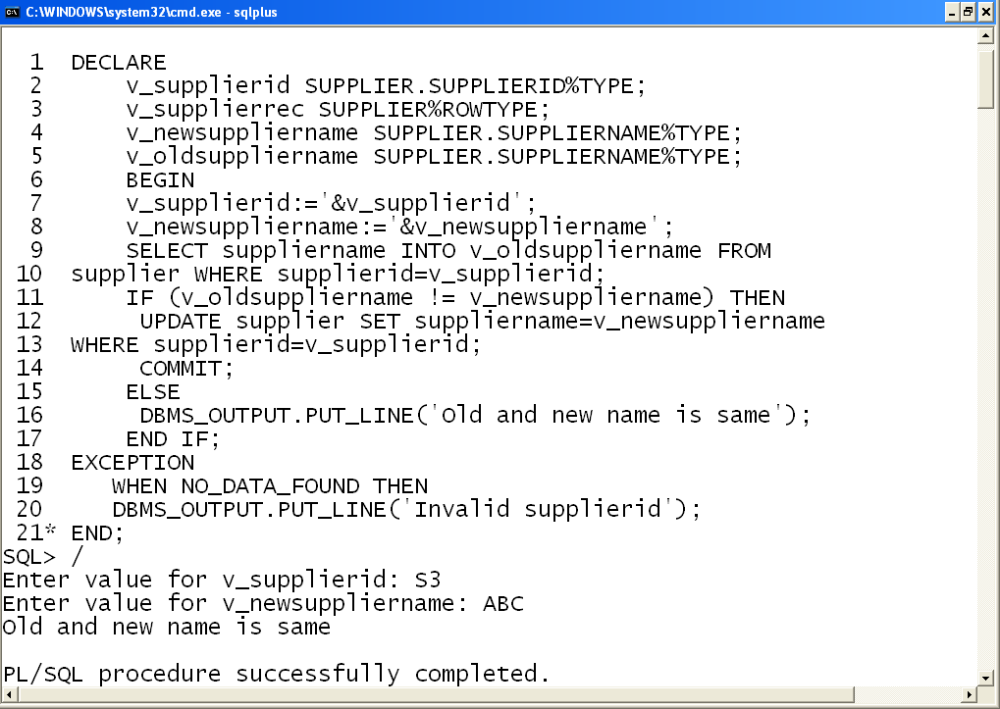 C:\WINDOWS\system32\cmd.exe - sqlplus
1 DECLARE
2 v_supplierid SUPPLIER.SUPPLIERID%TYPE;
3 v_supplierrec SUPPLIER%ROWTYPE;
4 v_newsuppliername SUPPLIER.SUPPLIERNAME%TYPE;
5 v_oldsuppliername SUPPLIER.SUPPLIERNAME%TYPE;
6 BEGIN
7 v_supplierid:='&v_supplierid';
8 v_newsuppliername:='&v_newsuppliername';
9 SELECT suppliername INTO v_oldsuppliername FROM
10 supplier WHERE supplierid=v_supplierid;
11 IF (v_oldsuppliername != v_newsuppliername) THEN
12 UPDATE supplier SET suppliername=v_newsuppliername
13 WHERE supplierid=v_supplierid;
14 COMMIT;
15 ELSE
16 DBMS_OUTPUT.PUT_LINE('Old and new name is same');
17 END IF;
18 EXCEPTION
19 WHEN NO_DATA_FOUND THEN
20 DBMS_OUTPUT.PUT_LINE('Invalid supplierid');
21* END;
SQL> /
Enter value for v_supplierid: S3
Enter value for v_newsuppliername: ABC
Old and new name is same
PL/SQL procedure successfully completed.